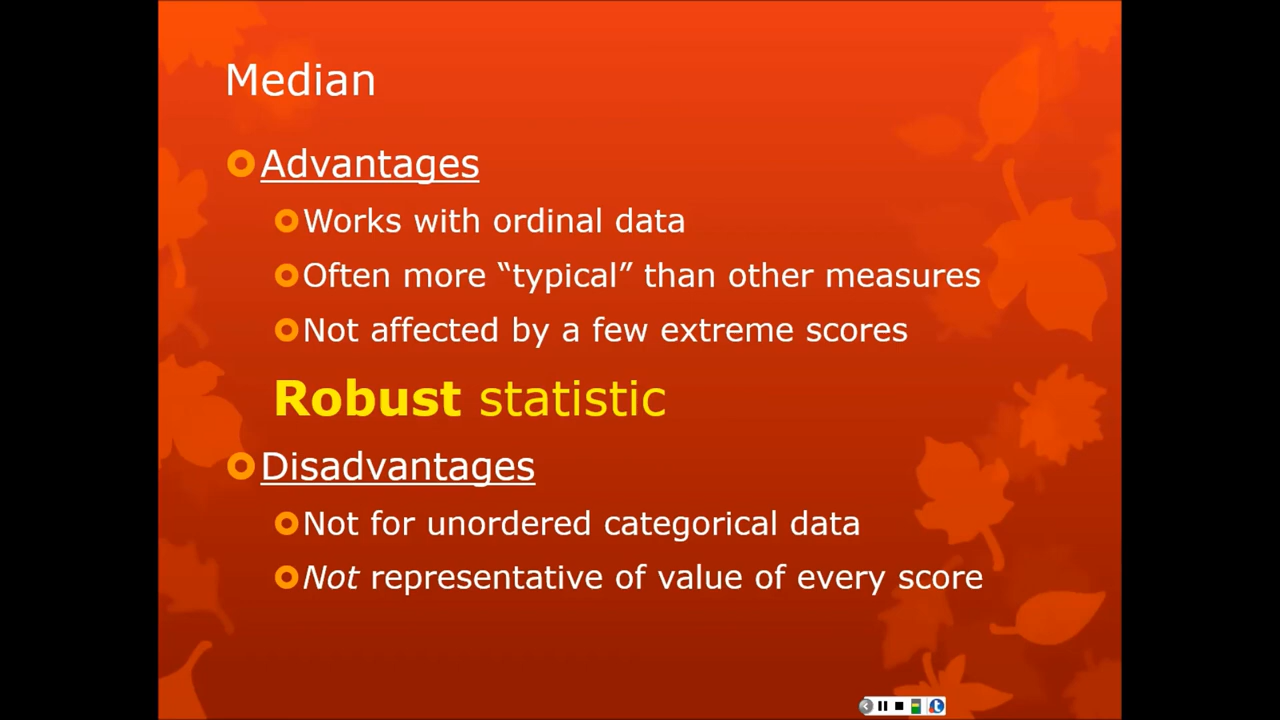 Median
Advantages
Works with ordinal data
Often more “typical” than other measures
Not affected by a few extreme scores
Robust statistic
Disadvantages
Not for unordered categorical data
Not representative of value of every score